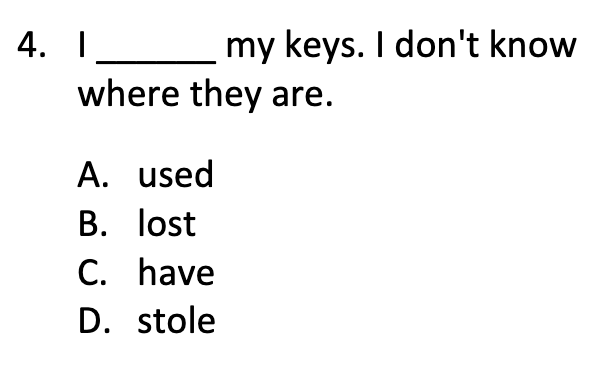 4. I ______ my keys. I don't know
where they are.
A. used
B. lost
C. have
D. stole